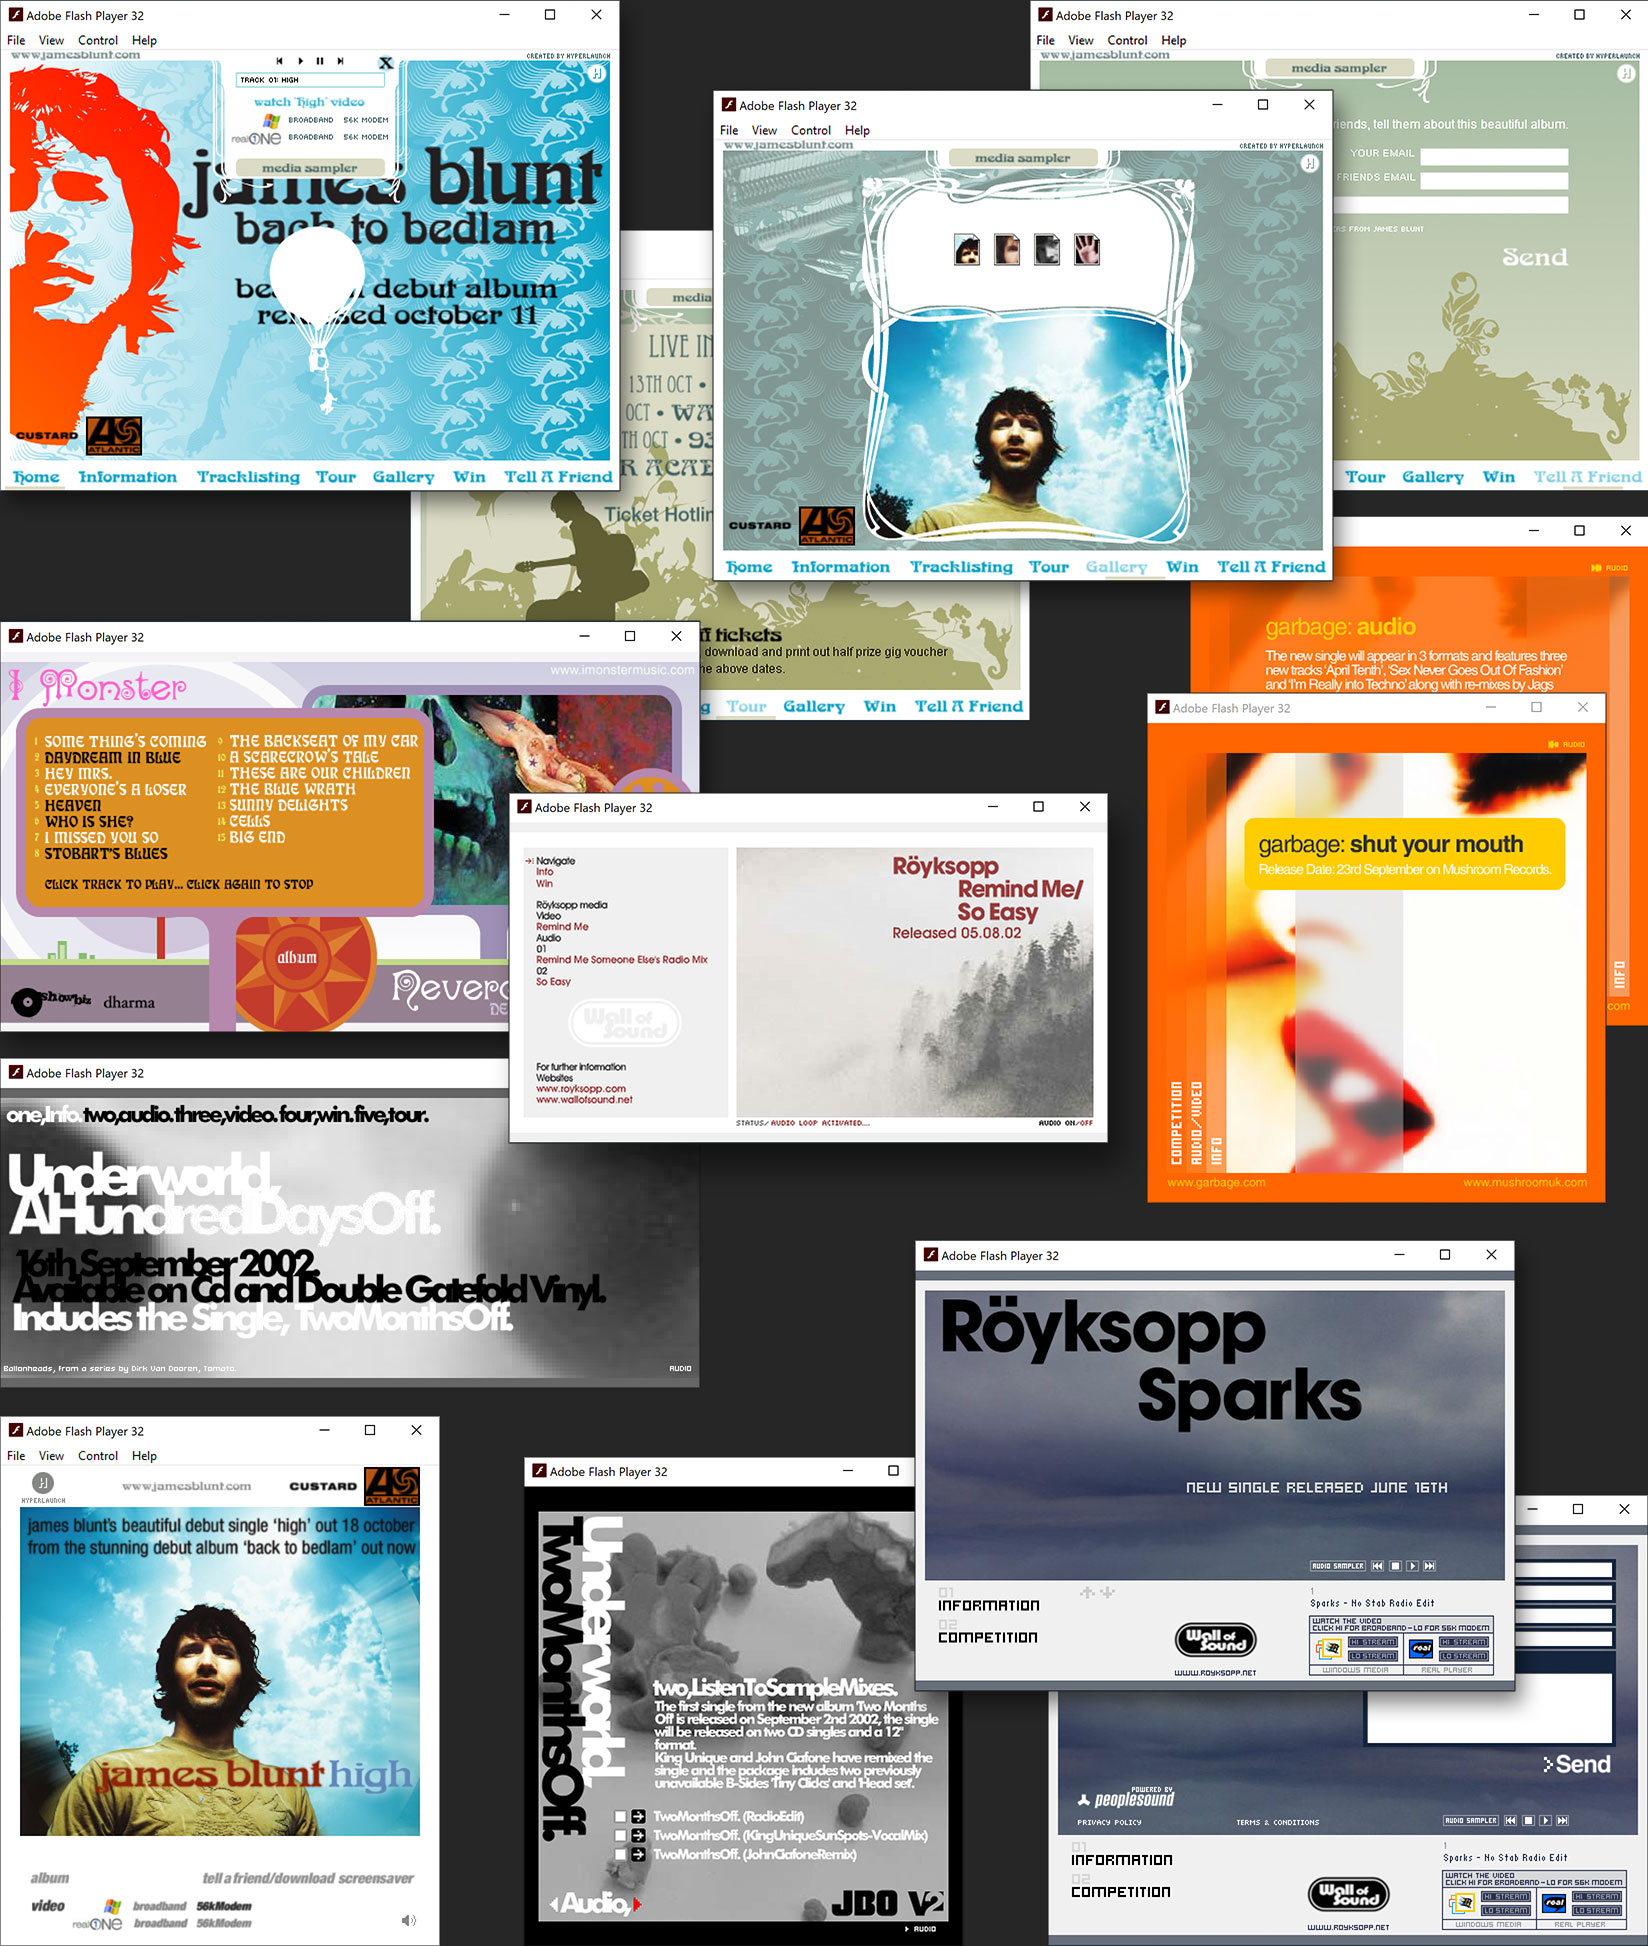 Adobe Flash Player 32
File View Control Help
www.jamesblunt.com
CREATED BY HYPERLAUNCH
H
X
TRACK 01: HIGH
watch 'high' video
BROADBAND 56K MODEM
realONE BROADBAND 56K MODEM
media sampler
james blunt
back to bedlam
debut album
october 11
CUSTARD
ATLANTIC
Home Information Tracklisting Tour Gallery Win Tell A Friend
Adobe Flash Player 32
File View Control Help
www.jamesblunt.com
CREATED BY HYPERLAUNCH
media sampler
H
CUSTARD
ATLANTIC
Home Information Tracklisting Tour Gallery Win Tell A Friend
Adobe Flash Player 32
File View Control Help
www.jamesblunt.com
CREATED BY HYPERLAUNCH
media sampler
H
tell them about this beautiful album.
YOUR EMAIL
FRIENDS EMAIL
FROM JAMES BLUNT
Send
Tour Gallery Win Tell A Friend
media
LIVE IN
13TH OCT •
OCT •
TH OCT • 93
Ticket Hotlin
tickets
download and print out half prize gig voucher
he above dates.
Tour Gallery Win Tell A Friend
AUDIO
garbage: audio
The new single will appear in 3 formats and features three
new tracks 'April Tenth', 'Sex Never Goes Out Of Fashion'
and 'I'm Really into Techno' along with re-mixes by Jags
INFO
com
Adobe Flash Player 32
AUDIO
garbage: shut your mouth
Release Date: 23rd September on Mushroom Records.
COMPETITION
AUDIO/VIDEO
INFO
www.garbage.com
www.mushroomuk.com
Adobe Flash Player 32
I Monster
www.imonstermusic.com
1 SOME THING'S COMING
2 DAYDREAM IN BLUE
3 HEY MRS.
4 EVERYONE'S A LOSER
5 HEAVEN
6 WHO IS SHE?
7 I MISSED YOU SO
8 STOBART'S BLUES
9 THE BACKSEAT OF MY CAR
10 A SCARECROW'S TALE
11 THESE ARE OUR CHILDREN
12 THE BLUE WRATH
13 SUNNY DELIGHTS
14 CELLS
15 BIG END
CLICK TRACK TO PLAY... CLICK AGAIN TO STOP
album
showbiz
dharma
Nevero
DE
Adobe Flash Player 32
Navigate
Info
Win
Röyksopp media
Video
Remind Me
Audio
01
Remind Me Someone Else's Radio Mix
02
So Easy
Wall of
Sound
For further information
Websites
www.royksopp.com
www.wallofsound.net
Röyksopp
Remind Me/
So Easy
Released 05.08.02
STATUS/ AUDIO LOOP ACTIVATED....
AUDIO ON/OFF
Adobe Flash Player 32
one,Info.two,audio.three,video.four,win.five,tour.
Underworld,
AHundredDaysOff.
16th September 2002.
Available on Cd and Double Gatefold Vinyl.
Includes the Single, TwoMonthsOff.
Ballonheads, from a series by Dirk Van Dooren, Tomato.
AUDIO
Adobe Flash Player 32
Röyksopp
Sparks
NEW SINGLE RELEASED JUNE 16TH
AUDIO SAMPLER
01
INFORMATION
02
COMPETITION
Wall of
Sound
WWW.ROYKSOPP.NET
1
Sparks - No Stab Radio Edit
WATCH THE VIDEO
CLICK HI FOR BROADBAND - LO FOR 56K MODEM
HI STREAM
LO STREAM
real
HI STREAM
LO STREAM
WINDOWS MEDIA
REAL PLAYER
Adobe Flash Player 32
File View Control Help
H
HYPERLAUNCH
www.jamesblunt.com
CUSTARD
ATLANTIC
james blunt's beautiful debut single 'high' out 18 october
from the stunning debut album 'back to bedlam' out now
james blunt high
album
tell a friend/download screensaver
video
broadband 56kModem
realONE broadband 56kModem
Adobe Flash Player 32
Underworld,
TwoMonthsOff.
two,ListenToSampleMixes.
The first single from the new album 'Two Months
Off' is released on September 2nd 2002, the single
will be released on two CD singles and a 12"
format.
King Unique and John Ciafone have remixed the
single and the package includes two previously
unavailable B-Sides 'Tiny Clicks' and 'Head set'.
TwoMonthsOff. (RadioEdit)
TwoMonthsOff. (KingUniqueSunSpots-VocalMix)
TwoMonthsOff. (JohnCiafoneRemix)
Audio,
JBO V2
AUDIO
Send
POWERED BY
peoplesound
PRIVACY POLICY
TERMS & CONDITIONS
AUDIO SAMPLER
01
INFORMATION
02
COMPETITION
Wall of
Sound
WWW.ROYKSOPP.NET
1
Sparks - No Stab Radio Edit
WATCH THE VIDEO
CLICK HI FOR BROADBAND - LO FOR 56K MODEM
HI STREAM
LO STREAM
real
HI STREAM
LO STREAM
WINDOWS MEDIA
REAL PLAYER